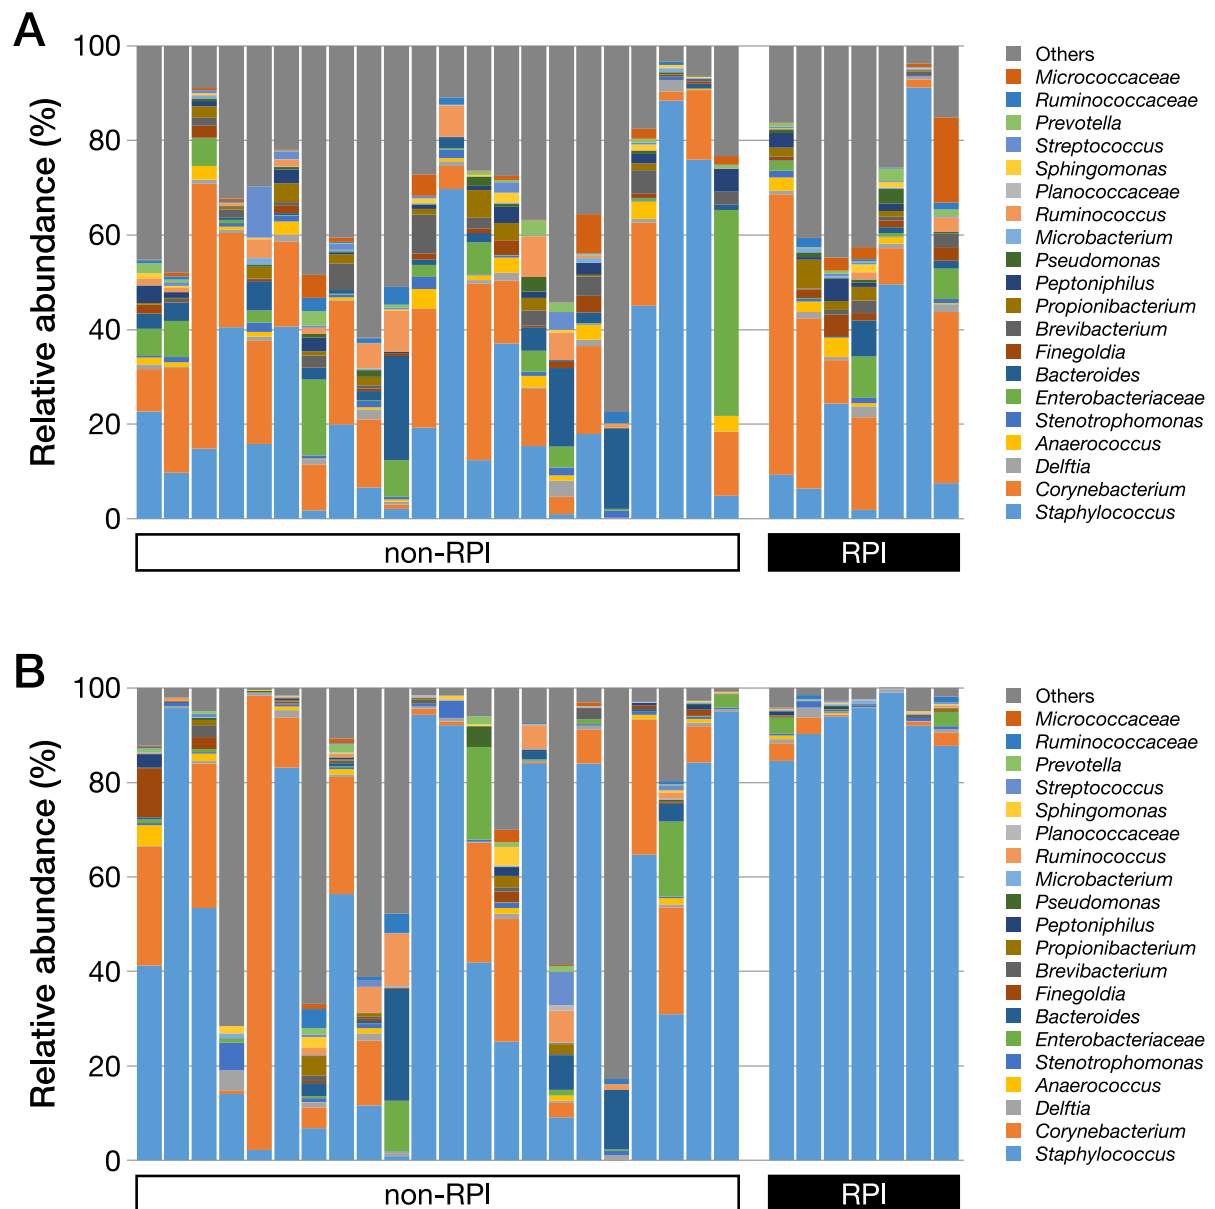 A
100
80
60
40
20
0
Relative abundance (%)
non-RPI
RPI
Others
Micrococcaceae
Ruminococcaceae
Prevotella
Streptococcus
Sphingomonas
Planococcaceae
Ruminococcus
Microbacterium
Pseudomonas
Peptoniphilus
Propionibacterium
Brevibacterium
Finegoldia
Bacteroides
Enterobacteriaceae
Stenotrophomonas
Anaerococcus
Delftia
Corynebacterium
Staphylococcus
B
100
80
60
40
20
0
Relative abundance (%)
non-RPI
RPI
Others
Micrococcaceae
Ruminococcaceae
Prevotella
Streptococcus
Sphingomonas
Planococcaceae
Ruminococcus
Microbacterium
Pseudomonas
Peptoniphilus
Propionibacterium
Brevibacterium
Finegoldia
Bacteroides
Enterobacteriaceae
Stenotrophomonas
Anaerococcus
Delftia
Corynebacterium
Staphylococcus